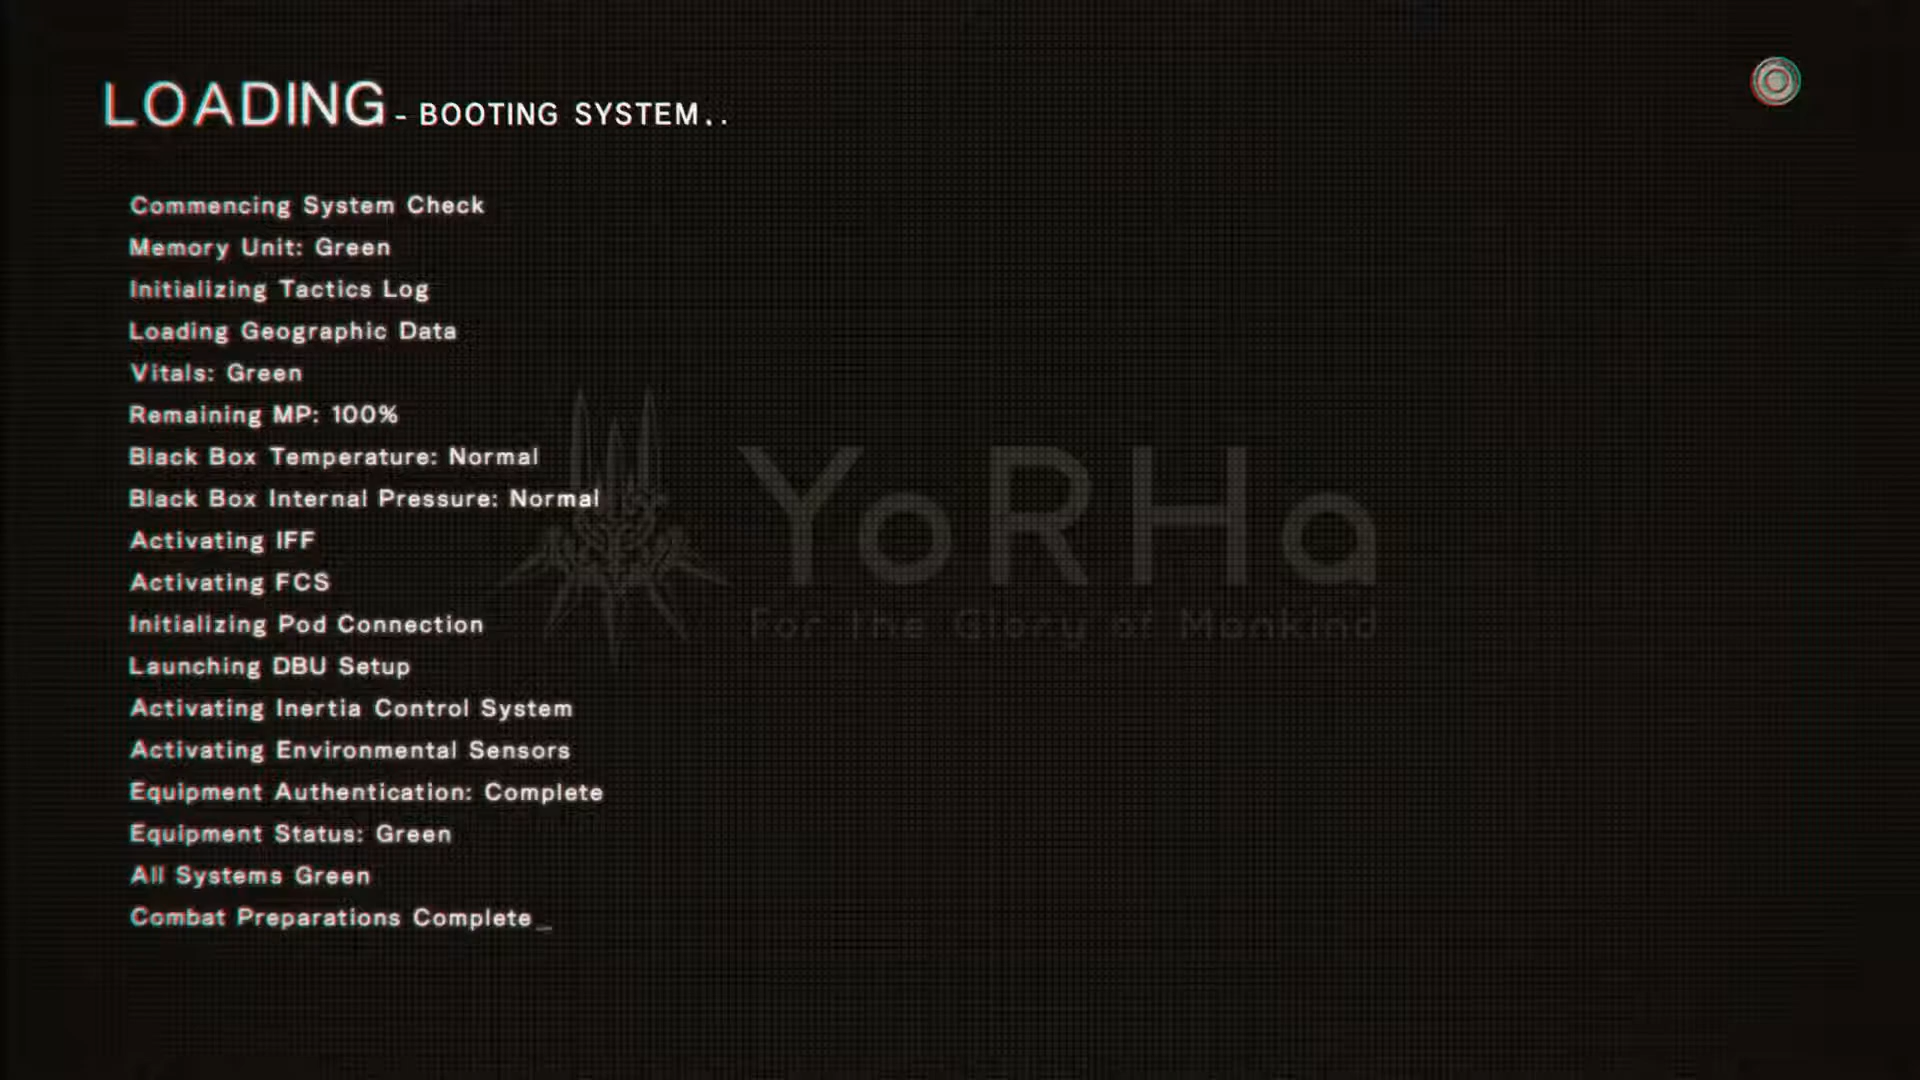 LOADING - BOOTING SYSTEM..
Commencing System Check
Memory Unit: Green
Initializing Tactics Log
Loading Geographic Data
Vitals: Green
Remaining MP: 100%
Black Box Temperature: Normal
Black Box Internal Pressure: Normal
Activating IFF
Activating FCS
Initializing Pod Connection
Launching DBU Setup
Activating Inertia Control System
Activating Environmental Sensors
Equipment Authentication: Complete
Equipment Status: Green
All Systems Green
Combat Preparations Complete_
YoRHa
For the Glory of Mankind